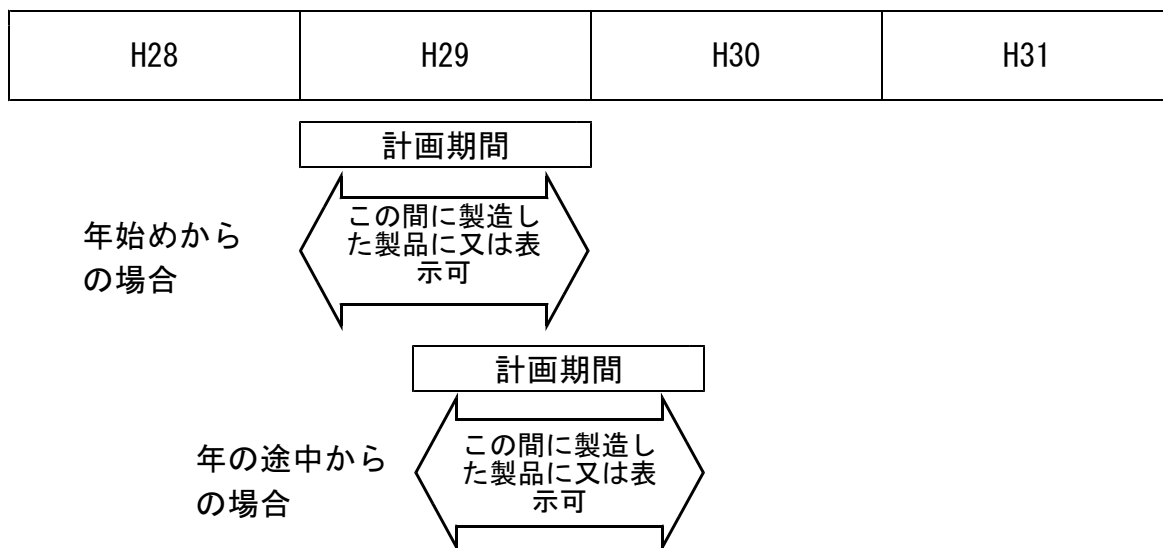 H28 H29 H30 H31
計画期間
この間に製造し
た製品に又は表
示可
年始めから
の場合
計画期間
この間に製造し
た製品に又は表
示可
年の途中から
の場合